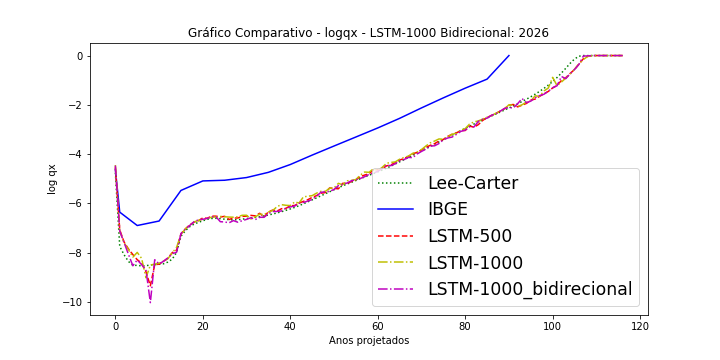 Gráfico Comparativo - logqx - LSTM-1000 Bidirecional: 2026
log qx
0
−2
−4
−6
−8
−10
Lee-Carter
IBGE
LSTM-500
LSTM-1000
LSTM-1000_bidirecional
0 20 40 60 80 100 120
Anos projetados